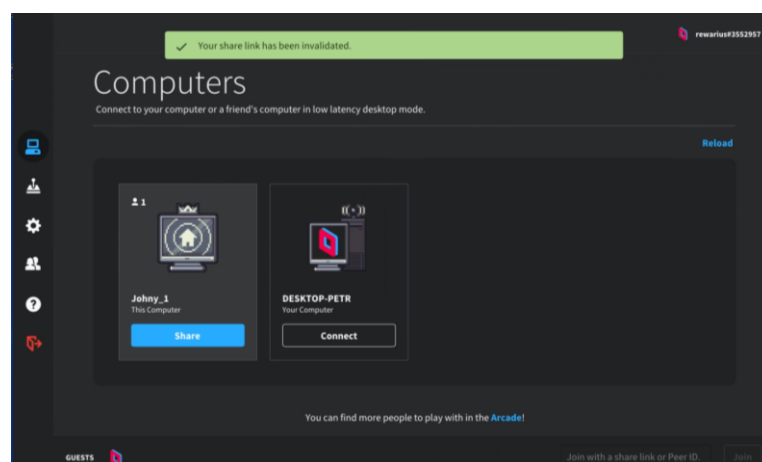 Your share link has been invalidated.
rewarius#3552957
Computers
Connect to your computer or a friend's computer in low latency desktop mode.
Reload
1
Johny_1
This Computer
Share
DESKTOP-PETR
Your Computer
Connect
You can find more people to play with in the Arcade!
GUESTS
Join with a share link or Peer ID.
Join